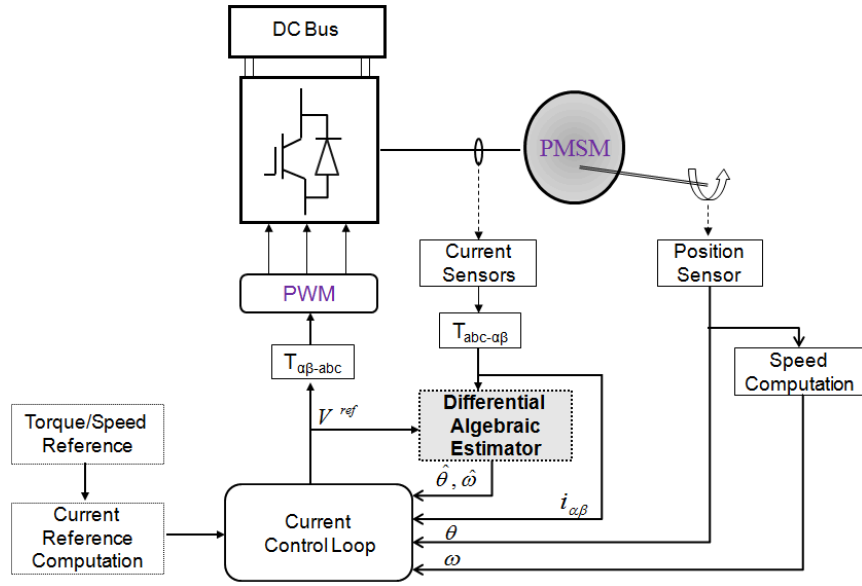 DC Bus
PMSM
Current
Sensors
Position
Sensor
PWM
Tabc-αβ
Tαβ-abc
Speed
Computation
Differential
Algebraic
Estimator
V ref
Torque/Speed
Reference
θ̂ , ω̂
iαβ
Current
Reference
Computation
Current
Control Loop
θ
ω